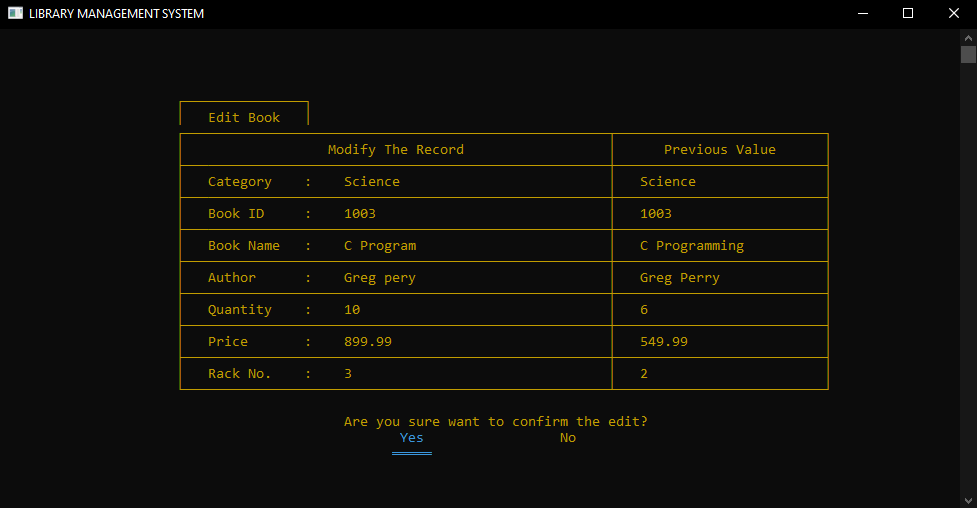 LIBRARY MANAGEMENT SYSTEM
Edit Book
Modify The Record Previous Value
Category : Science Science
Book ID : 1003 1003
Book Name : C Program C Programming
Author : Greg pery Greg Perry
Quantity : 10 6
Price : 899.99 549.99
Rack No. : 3 2
Are you sure want to confirm the edit?
Yes No